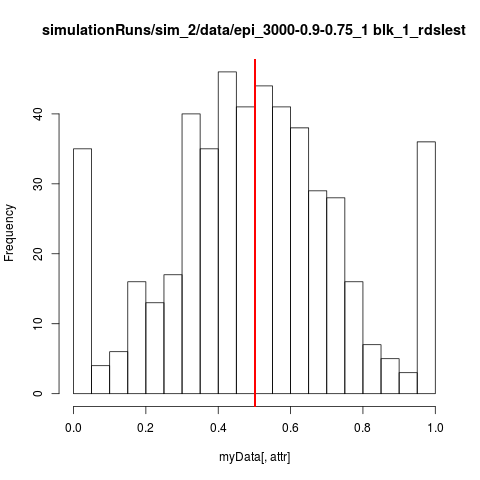 simulationRuns/sim_2/data/epi_3000-0.9-0.75_1 blk_1_rdslest
Frequency
40
30
20
10
0
0.0 0.2 0.4 0.6 0.8 1.0
myData[, attr]